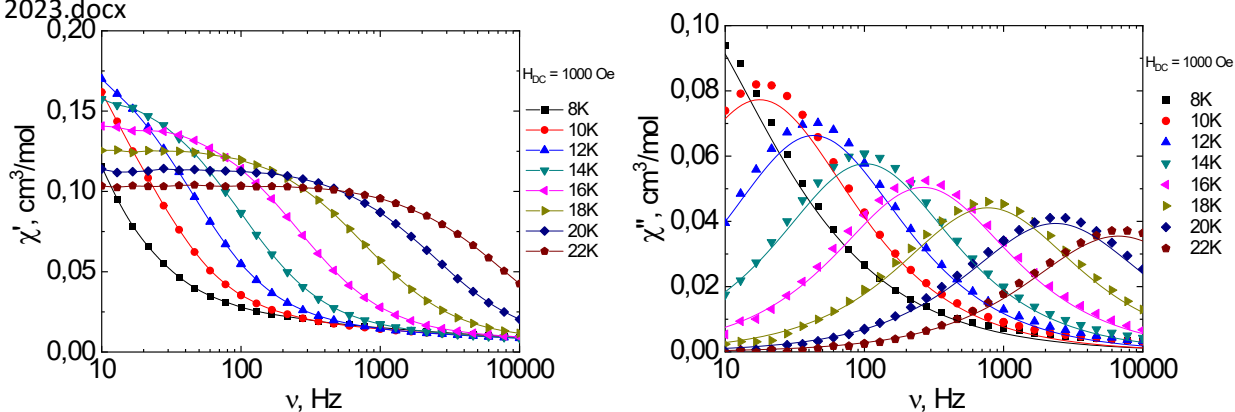 2023.docx
0,20
0,15
0,10
0,05
0,00
10
100
1000
10000
χ', cm³/mol
ν, Hz
H_DC = 1000 Oe
8K
10K
12K
14K
16K
18K
20K
22K
0,10
0,08
0,06
0,04
0,02
0,00
10
100
1000
10000
χ", cm³/mol
ν, Hz
H_DC = 1000 Oe
8K
10K
12K
14K
16K
18K
20K
22K